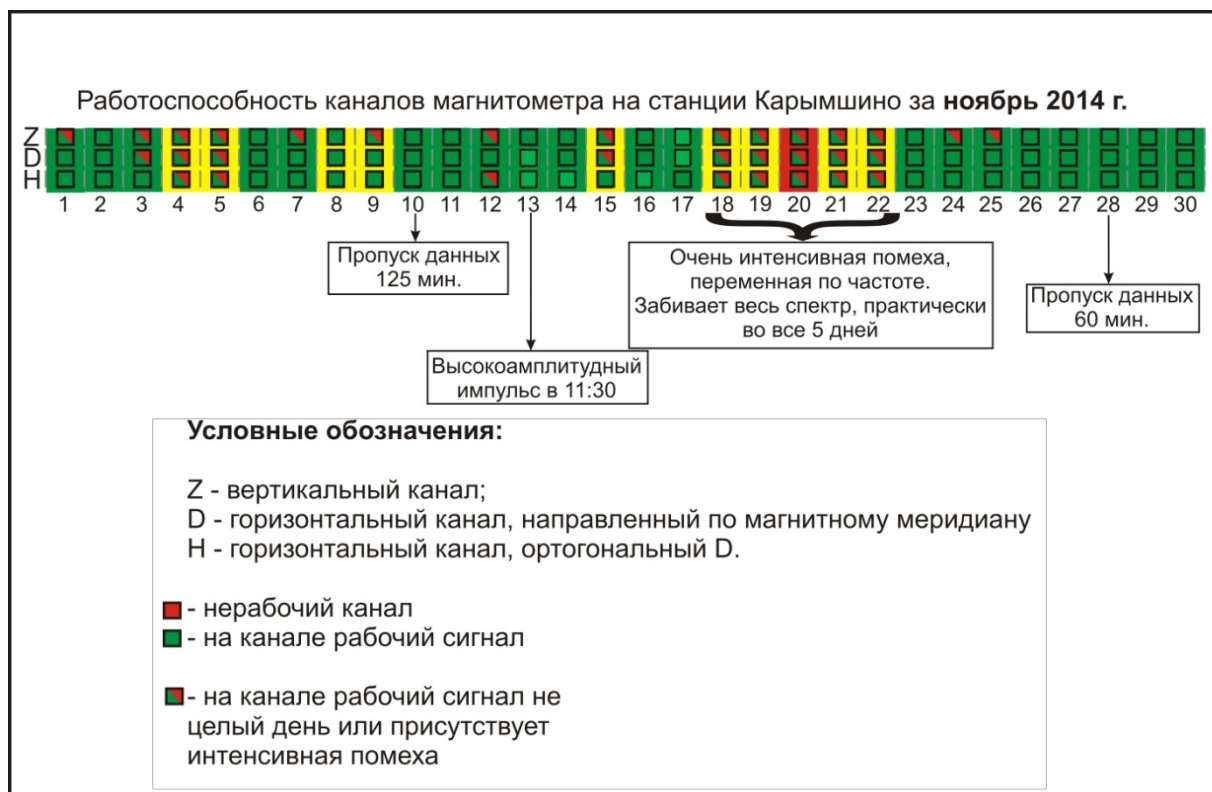 Работоспособность каналов магнитометра на станции Карымшино за ноябрь 2014 г.
Z
D
H
1 2 3 4 5 6 7 8 9 10 11 12 13 14 15 16 17 18 19 20 21 22 23 24 25 26 27 28 29 30
Пропуск данных
125 мин.
Высокоамплитудный
импульс в 11:30
Очень интенсивная помеха,
переменная по частоте.
Забивает весь спектр, практически
во все 5 дней
Пропуск данных
60 мин.
Условные обозначения:
Z - вертикальный канал;
D - горизонтальный канал, направленный по магнитному меридиану
H - горизонтальный канал, ортогональный D.
- нерабочий канал
- на канале рабочий сигнал
- на канале рабочий сигнал не
целый день или присутствует
интенсивная помеха